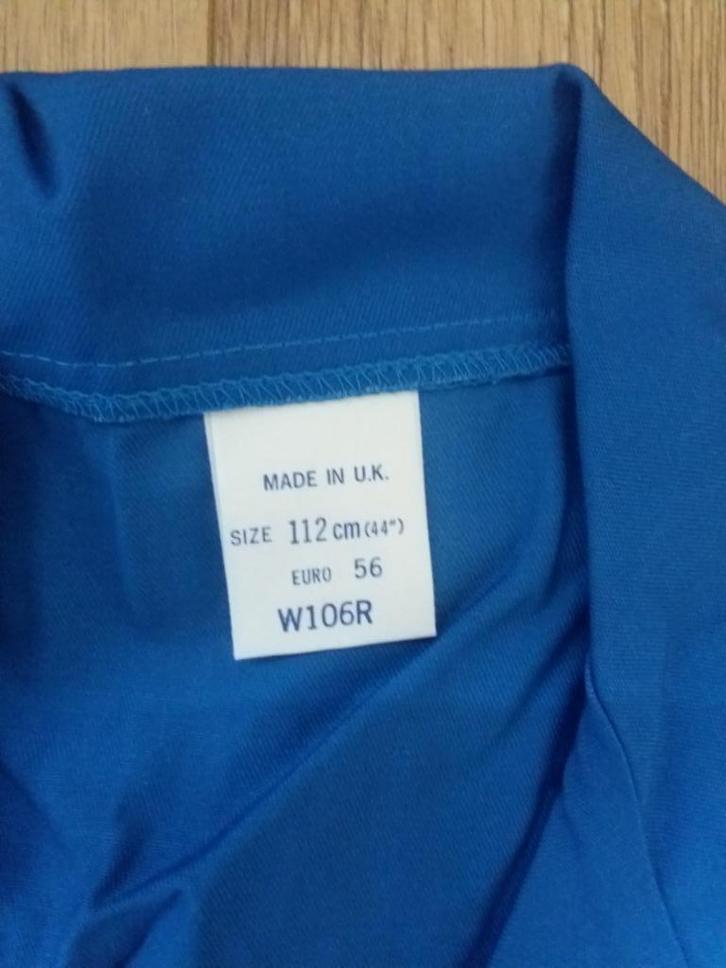 MADE IN U.K.
SIZE 112 cm (44")
EURO 56
W106R